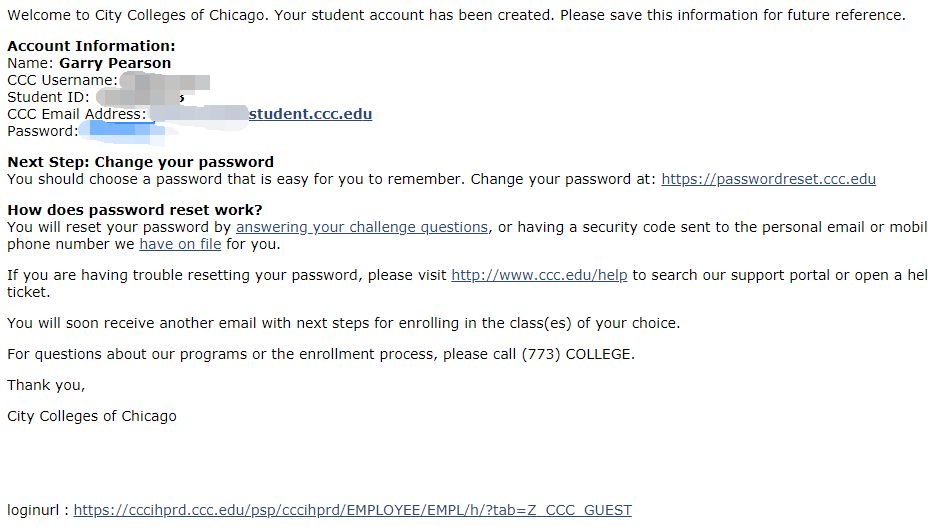 Welcome to City Colleges of Chicago. Your student account has been created. Please save this information for future reference.
Account Information:
Name: Garry Pearson
CCC Username:
Student ID:
CCC Email Address: student.ccc.edu
Password:
Next Step: Change your password
You should choose a password that is easy for you to remember. Change your password at: https://passwordreset.ccc.edu
How does password reset work?
You will reset your password by answering your challenge questions, or having a security code sent to the personal email or mobil
phone number we have on file for you.
If you are having trouble resetting your password, please visit http://www.ccc.edu/help to search our support portal or open a hel
ticket.
You will soon receive another email with next steps for enrolling in the class(es) of your choice.
For questions about our programs or the enrollment process, please call (773) COLLEGE.
Thank you,
City Colleges of Chicago
loginurl : https://cccihprd.ccc.edu/psp/cccihprd/EMPLOYEE/EMPL/h/?tab=Z_CCC_GUEST